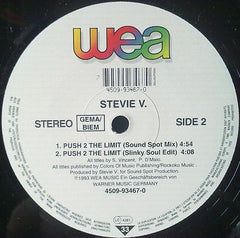 wea
4509-93467-0
STEVIE V.
STEREO
GEMA/
BIEM
SIDE 2
1. PUSH 2 THE LIMIT (Sound Spot Mix) 4:54
2. PUSH 2 THE LIMIT (Slinky Soul Edit) 4:08
All titles by S. Vincent, P. D'Maio.
All titles published by Colors Of Music Publishing/Rockoko Music
Produced by Stevie V. for Sound Spot Production.
℗1993 WEA MUSIC Ein Geschäftsbereich von
WARNER MUSIC GERMANY
4509-93467-0
33